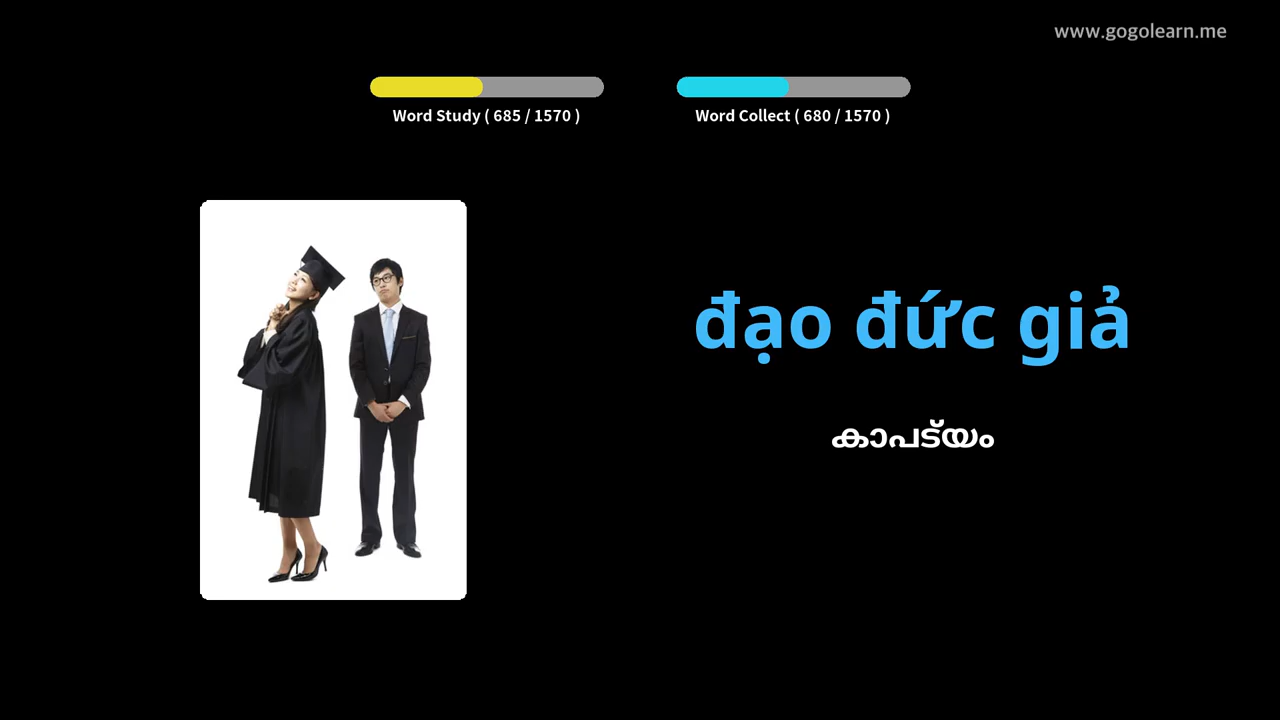 www.gogolearn.me
Word Study ( 685 / 1570 )
Word Collect ( 680 / 1570 )
đạo đức giả
കാപട്യം